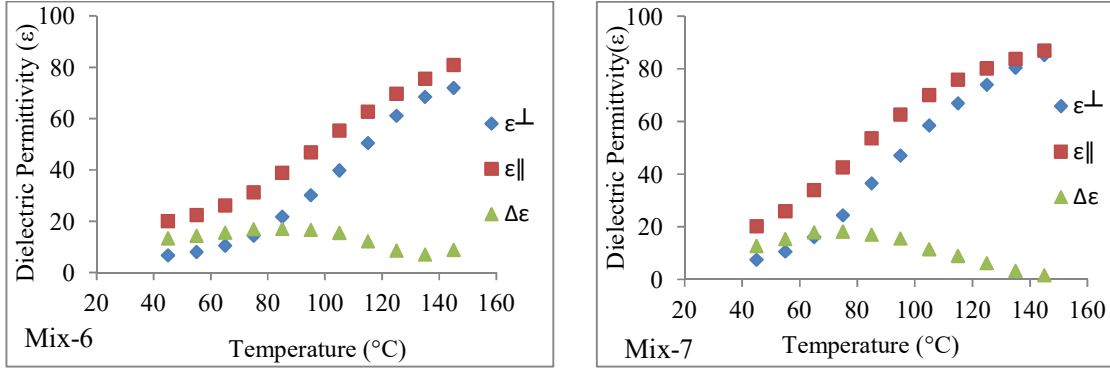 Dielectric Permittivity (ε)
100
80
60
40
20
0
20 40 60 80 100 120 140 160
Temperature (°C)
Mix-6
ε┴
ε‖
Δε
Dielectric Permittvity(ε)
100
80
60
40
20
0
20 40 60 80 100 120 140 160
Temperature (°C)
Mix-7
ε┴
ε‖
Δε